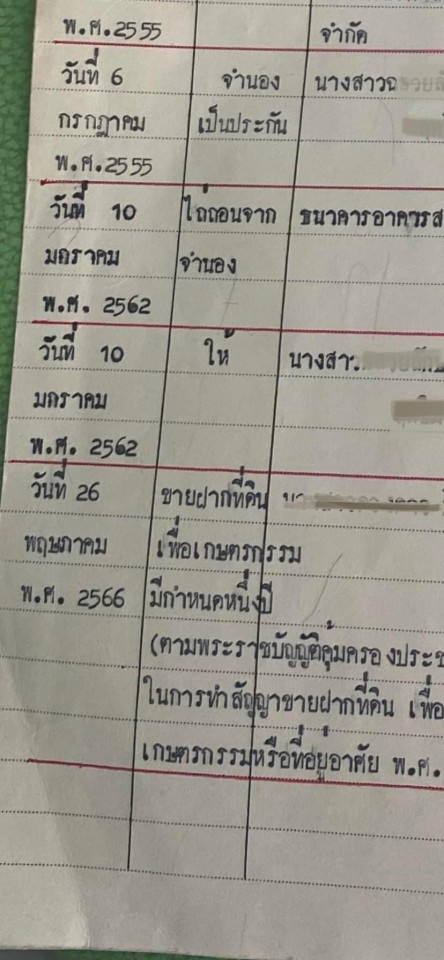 พ.ศ.2555 จำกัด
วันที่ 6 จำนอง นางสาวฉ
กรกฎาคม เป็นประกัน
พ.ศ.2555
วันที่ 10 ไถ่ถอนจาก ธนาคารอาคารส
มกราคม จำนอง
พ.ศ. 2562
วันที่ 10 ให้ นางสา
มกราคม
พ.ศ. 2562
วันที่ 26 ขายฝากที่ดิน
พฤษภาคม เพื่อเกษตรกรรม
พ.ศ. 2566 มีกำหนดหนึ่งปี
(ตามพระราชบัญญัติคุ้มครองประช
ในการทำสัญญาขายฝากที่ดิน เพื่อ
เกษตรกรรมหรือที่อยู่อาศัย พ.ศ.